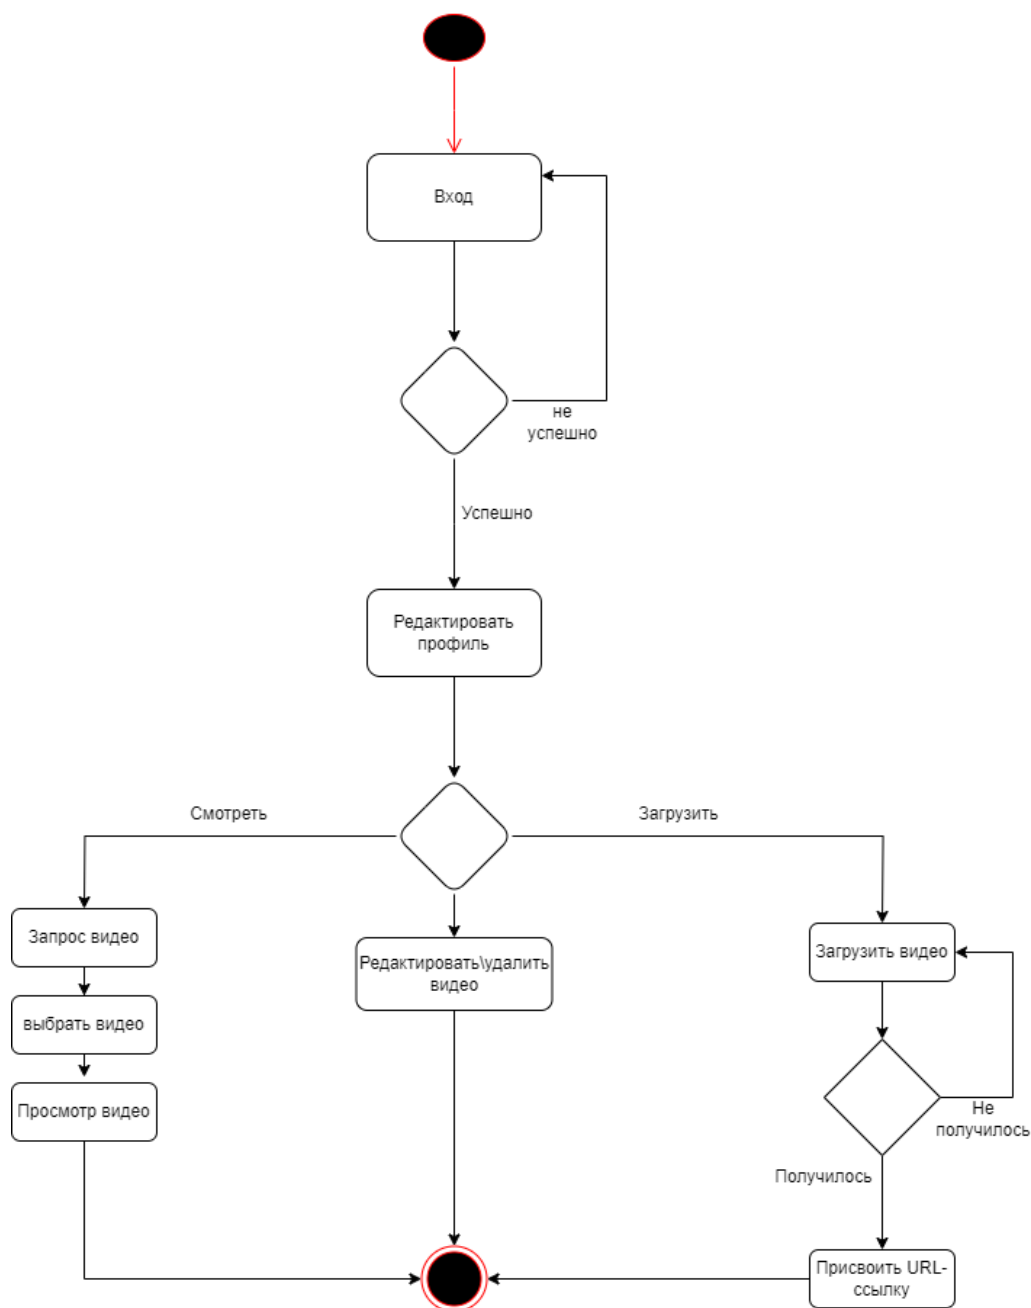 Вход
не
успешно
Успешно
Редактировать
профиль
Смотреть
Загрузить
Запрос видео
Редактировать\удалить
видео
Загрузить видео
выбрать видео
Просмотр видео
Не
получилось
Получилось
Присвоить URL-
ссылку